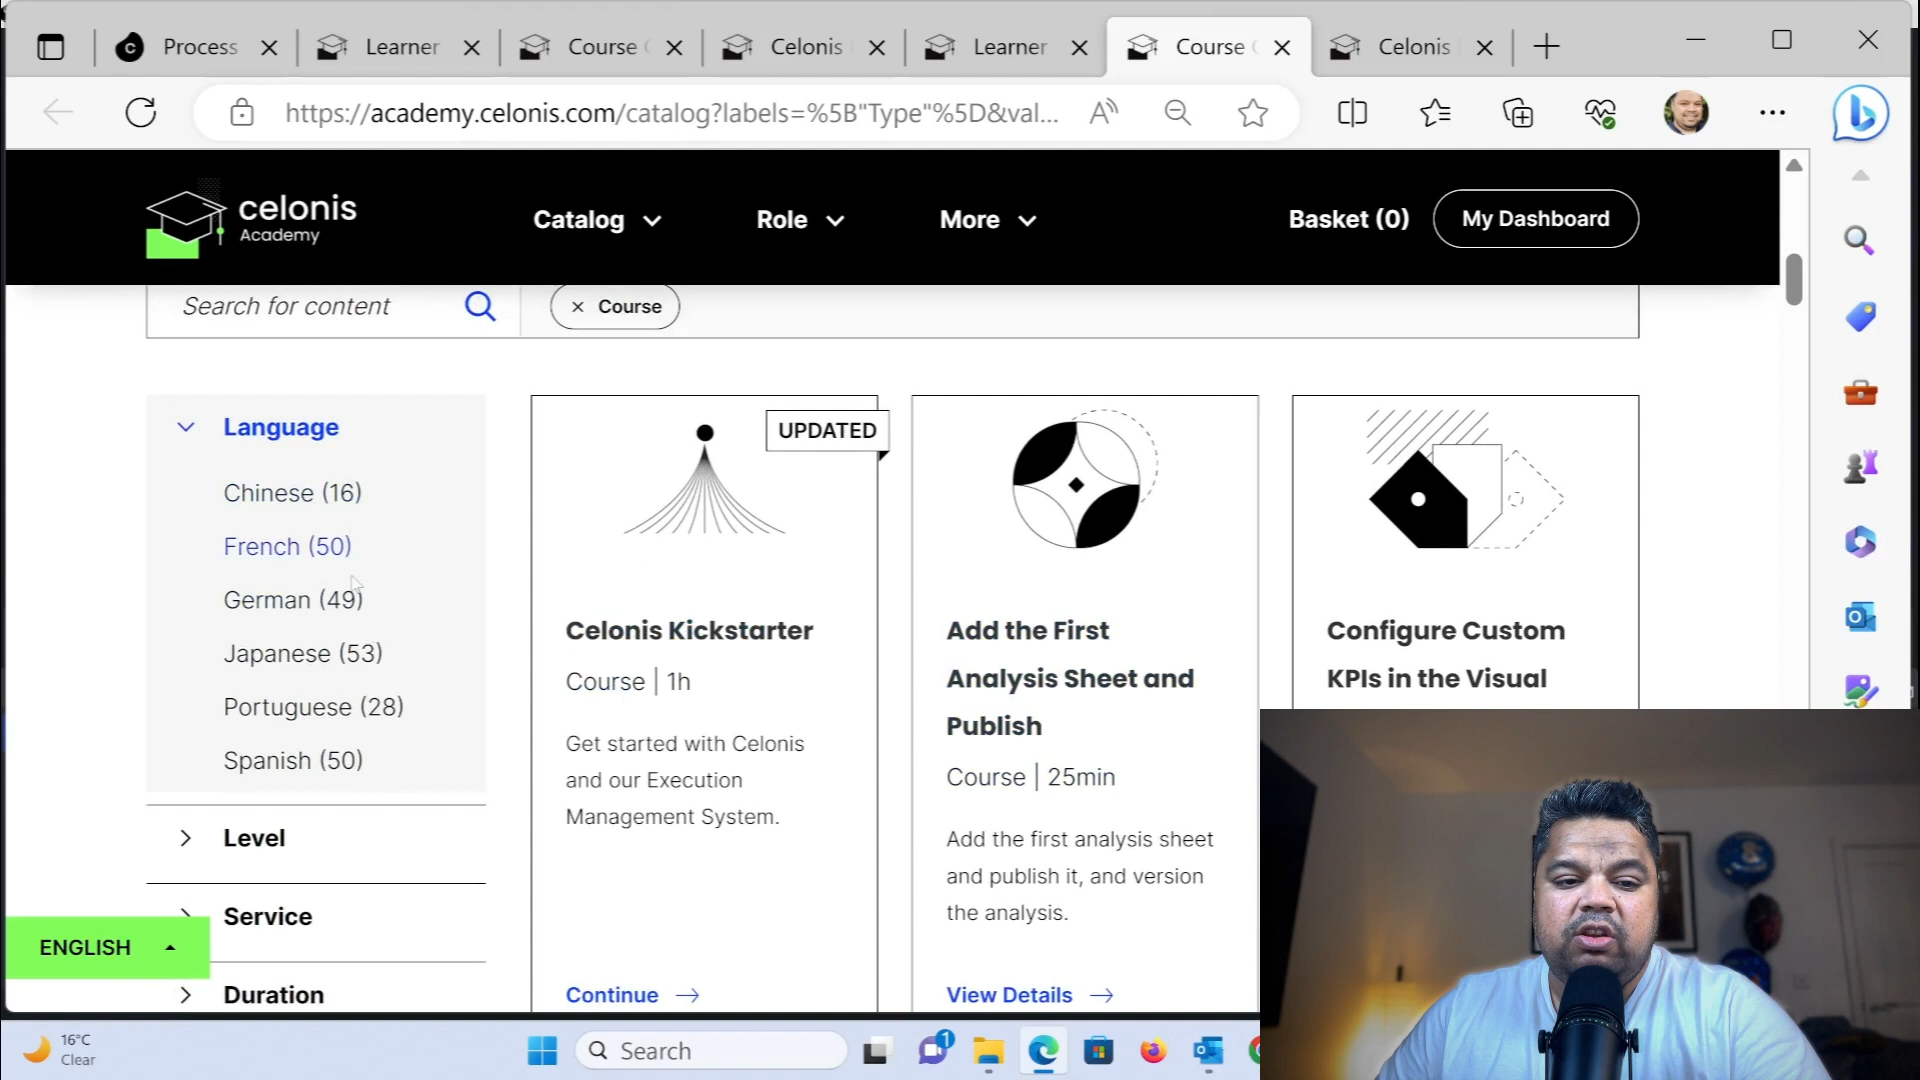 Process
Learner
Course
Celonis
Learner
Course
Celonis
https://academy.celonis.com/catalog?labels=%5B"Type"%5D&val...
celonis
Academy
Catalog
Role
More
Basket (0)
My Dashboard
Search for content
× Course
Language
Chinese (16)
French (50)
German (49)
Japanese (53)
Portuguese (28)
Spanish (50)
Level
Service
Duration
ENGLISH
UPDATED
Celonis Kickstarter
Course | 1h
Get started with Celonis
and our Execution
Management System.
Continue
Add the First
Analysis Sheet and
Publish
Course | 25min
Add the first analysis sheet
and publish it, and version
the analysis.
View Details
Configure Custom
KPIs in the Visual
16°C
Clear
Search
1